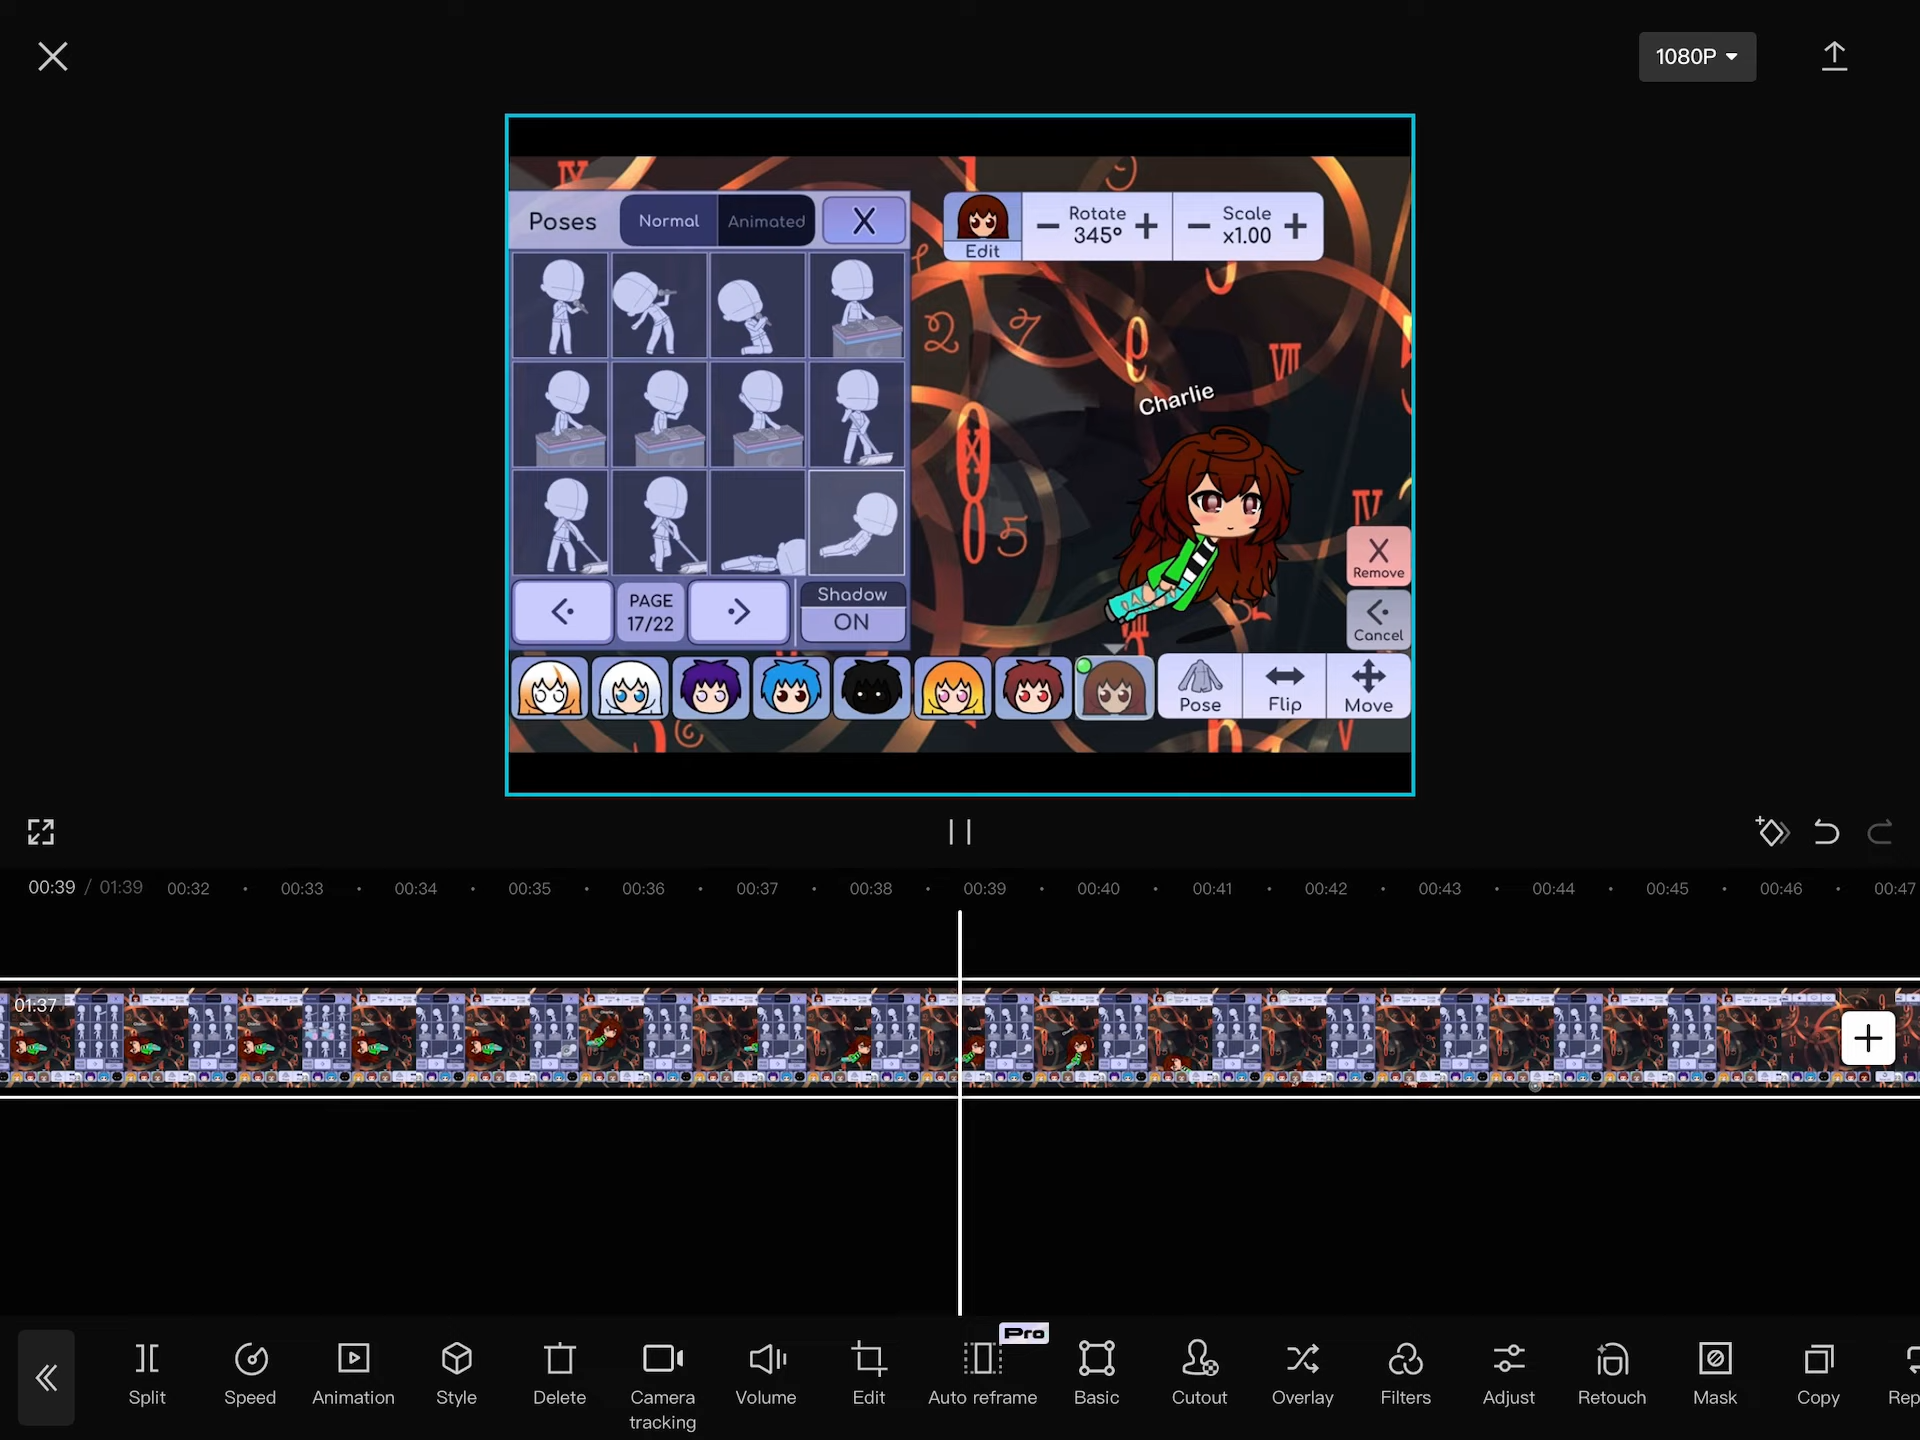 1080P
Poses
Normal
Animated
X
Edit
Rotate
345°
Scale
x1.00
Charlie
X
Remove
Cancel
PAGE
17/22
Shadow
ON
Pose
Flip
Move
00:39 / 01:39
00:32
00:33
00:34
00:35
00:36
00:37
00:38
00:39
00:40
00:41
00:42
00:43
00:44
00:45
00:46
00:47
01:37
Pro
Split
Speed
Animation
Style
Delete
Camera
tracking
Volume
Edit
Auto reframe
Basic
Cutout
Overlay
Filters
Adjust
Retouch
Mask
Copy
Rep